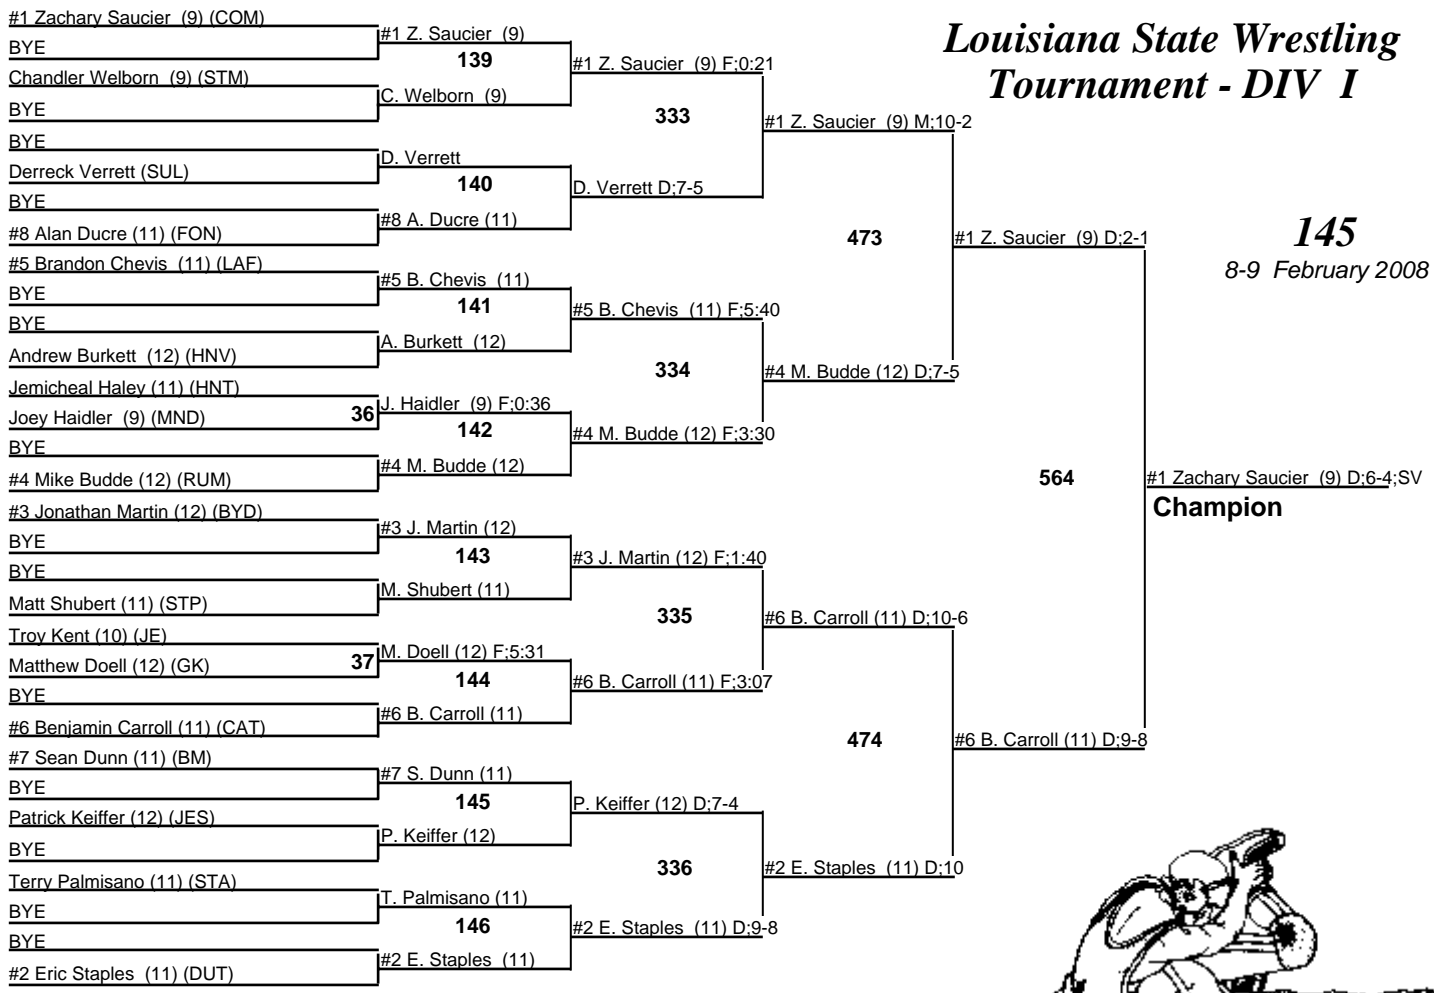 Louisiana State Wrestling
Tournament - DIV I
145
8-9 February 2008
#1 Zachary Saucier (9) (COM)
BYE
Chandler Welborn (9) (STM)
BYE
BYE
Derreck Verrett (SUL)
BYE
#8 Alan Ducre (11) (FON)
#5 Brandon Chevis (11) (LAF)
BYE
BYE
Andrew Burkett (12) (HNV)
Jemicheal Haley (11) (HNT)
Joey Haidler (9) (MND)
BYE
#4 Mike Budde (12) (RUM)
#3 Jonathan Martin (12) (BYD)
BYE
BYE
Matt Shubert (11) (STP)
Troy Kent (10) (JE)
Matthew Doell (12) (GK)
BYE
#6 Benjamin Carroll (11) (CAT)
#7 Sean Dunn (11) (BM)
BYE
Patrick Keiffer (12) (JES)
BYE
Terry Palmisano (11) (STA)
BYE
BYE
#2 Eric Staples (11) (DUT)
36
37
#1 Z. Saucier (9)
139
C. Welborn (9)
D. Verrett
140
#8 A. Ducre (11)
#5 B. Chevis (11)
141
A. Burkett (12)
J. Haidler (9) F;0:36
142
#4 M. Budde (12)
#3 J. Martin (12)
143
M. Shubert (11)
M. Doell (12) F;5:31
144
#6 B. Carroll (11)
#7 S. Dunn (11)
145
P. Keiffer (12)
T. Palmisano (11)
146
#2 E. Staples (11)
#1 Z. Saucier (9) F;0:21
333
D. Verrett D;7-5
#5 B. Chevis (11) F;5:40
334
#4 M. Budde (12) F;3:30
#3 J. Martin (12) F;1:40
335
#6 B. Carroll (11) F;3:07
P. Keiffer (12) D;7-4
336
#2 E. Staples (11) D;9-8
#1 Z. Saucier (9) M;10-2
473
#4 M. Budde (12) D;7-5
#6 B. Carroll (11) D;10-6
474
#2 E. Staples (11) D;10
#1 Z. Saucier (9) D;2-1
564
#6 B. Carroll (11) D;9-8
#1 Zachary Saucier (9) D;6-4;SV
Champion